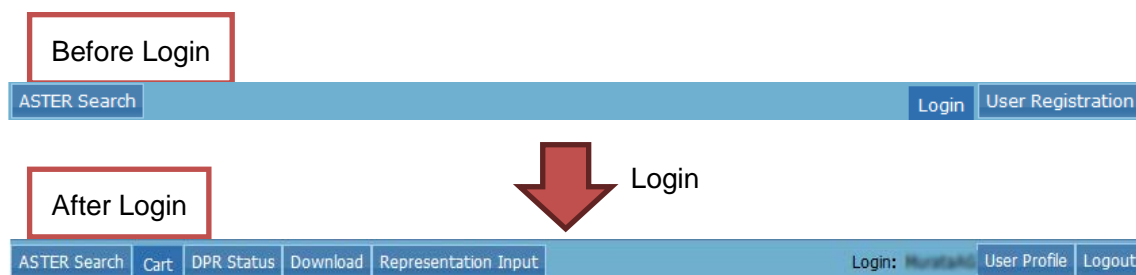 Before Login
ASTER Search Login User Registration
Login
After Login
ASTER Search Cart DPR Status Download Representation Input Login: User Profile Logout